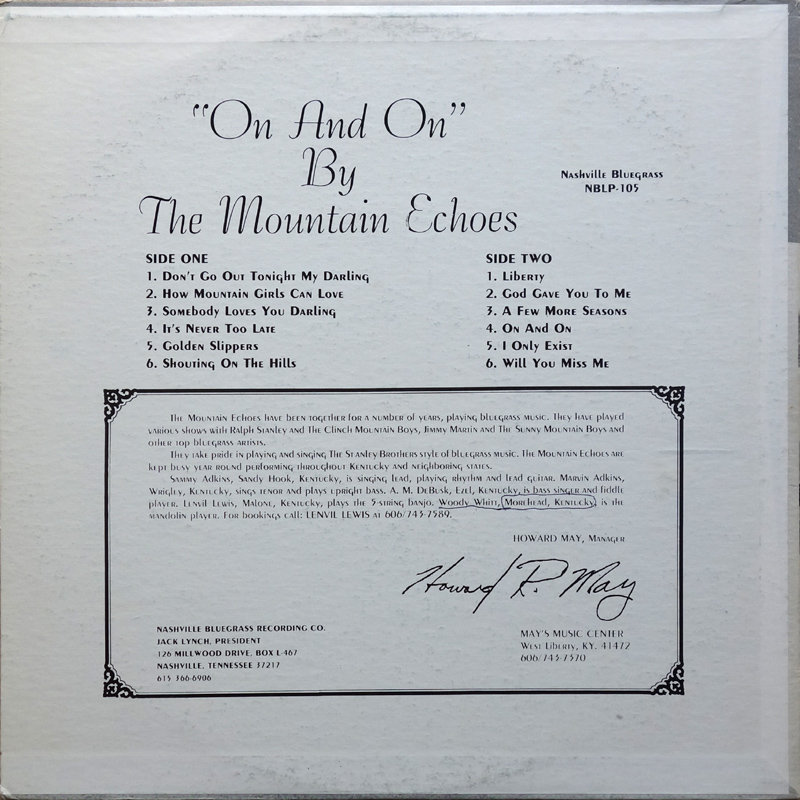 "On And On"
By
The Mountain Echoes
Nashville Bluegrass
NBLP-105
SIDE ONE
1. Don't Go Out Tonight My Darling
2. How Mountain Girls Can Love
3. Somebody Loves You Darling
4. It's Never Too Late
5. Golden Slippers
6. Shouting On The Hills
SIDE TWO
1. Liberty
2. God Gave You To Me
3. A Few More Seasons
4. On And On
5. I Only Exist
6. Will You Miss Me
The Mountain Echoes have been together for a number of years, playing bluegrass music. They have played
various shows with Ralph Stanley and The Clinch Mountain Boys, Jimmy Martin and The Sunny Mountain Boys and
other top bluegrass artists.
They take pride in playing and singing The Stanley Brothers style of bluegrass music. The Mountain Echoes are
kept busy year round performing throughout Kentucky and neighboring states.
Sammy Adkins, Sandy Hook, Kentucky, is singing lead, playing rhythm and lead guitar. Marvin Adkins,
Wrigley, Kentucky, sings tenor and plays upright bass. A. M. DeBusk, Ezel, Kentucky, is bass singer and fiddle
player. Lenvil Lewis, Malone, Kentucky, plays the 5-string banjo. Woody Whitt, Morehead, Kentucky, is the
mandolin player. For bookings call: LENVIL LEWIS at 606/743-7589.
HOWARD MAY, Manager
Howard R. May
NASHVILLE BLUEGRASS RECORDING CO.
JACK LYNCH, PRESIDENT
126 MILLWOOD DRIVE, BOX L-467
NASHVILLE, TENNESSEE 37217
615 366-6906
MAY'S MUSIC CENTER
West Liberty, KY. 41472
606/743-7370